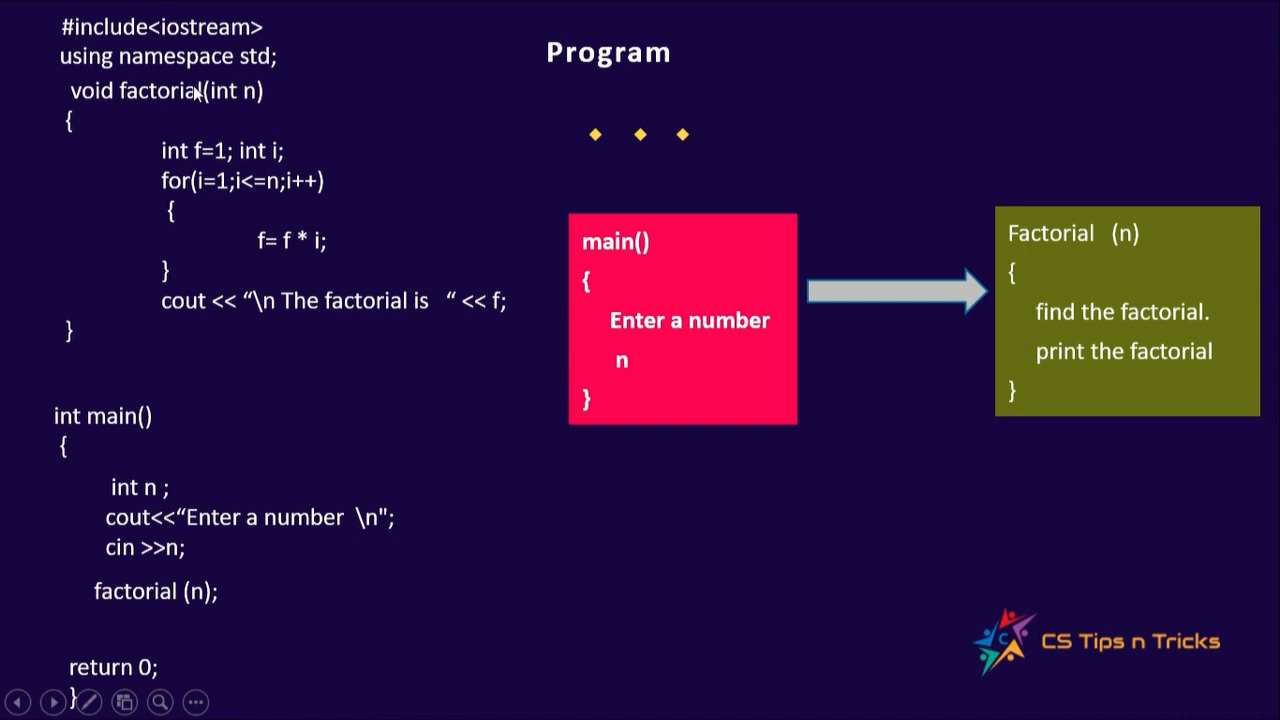 #include<iostream>
using namespace std;
void factorial(int n)
{
int f=1; int i;
for(i=1;i<=n;i++)
{
f= f * i;
}
cout << “\n The factorial is “ << f;
}
int main()
{
int n ;
cout<<“Enter a number \n";
cin >>n;
factorial (n);
return 0;
}
Program
main()
{
Enter a number
n
}
Factorial (n)
{
find the factorial.
print the factorial
}
C
CS Tips n Tricks